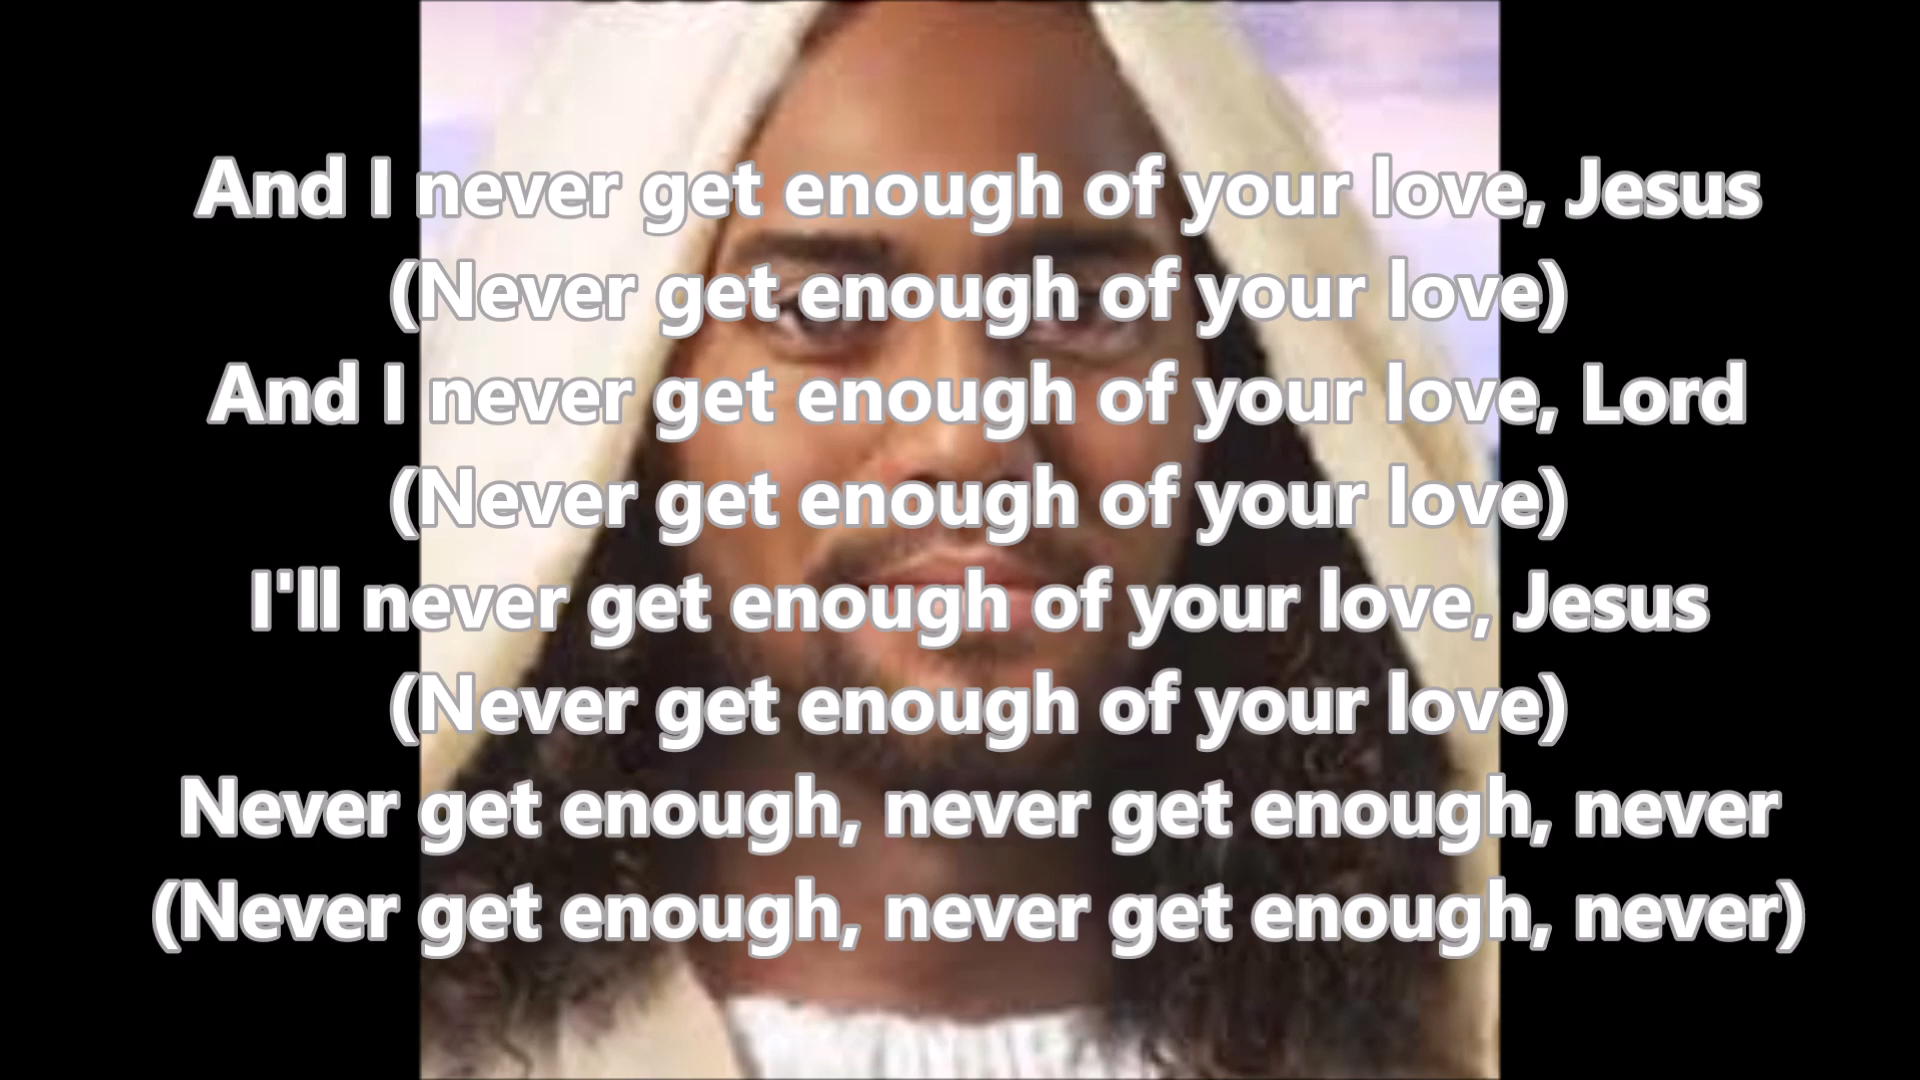 And I never get enough of your love, Jesus
(Never get enough of your love)
And I never get enough of your love, Lord
(Never get enough of your love)
I'll never get enough of your love, Jesus
(Never get enough of your love)
Never get enough, never get enough, never
(Never get enough, never get enough, never)